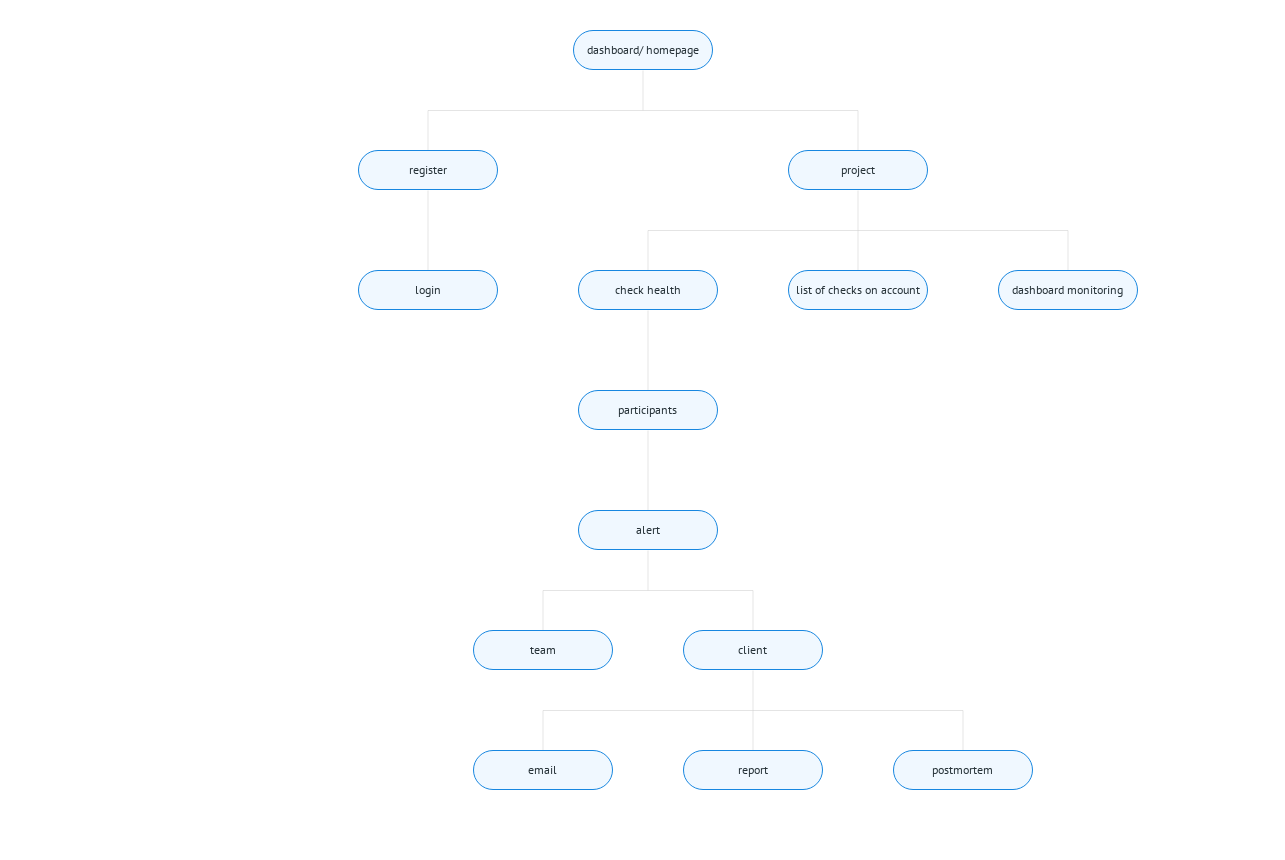 dashboard/ homepage
register
project
login
check health
list of checks on account
dashboard monitoring
participants
alert
team
client
email
report
postmortem